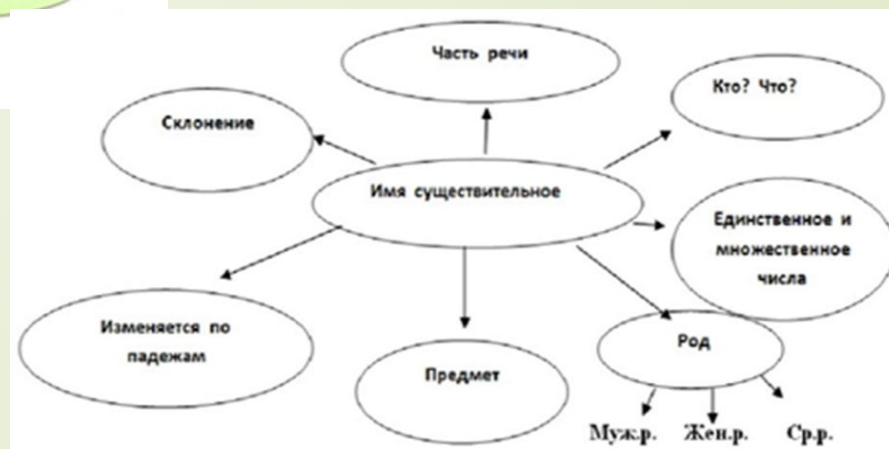 Часть речи
Кто? Что?
Склонение
Имя существительное
Единственное и
множественное
числа
Изменяется по
падежам
Предмет
Род
Муж.р. Жен.р. Ср.р.